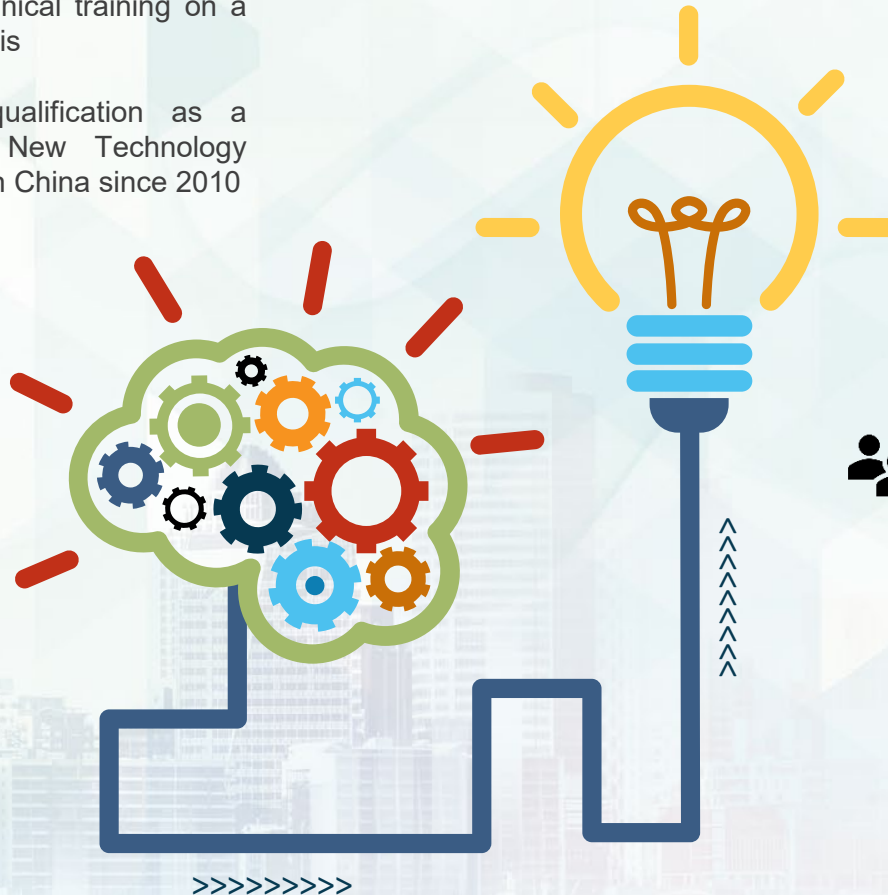 nical training on a
is
qualification as a
New Technology
n China since 2010
>>>>>>>>>